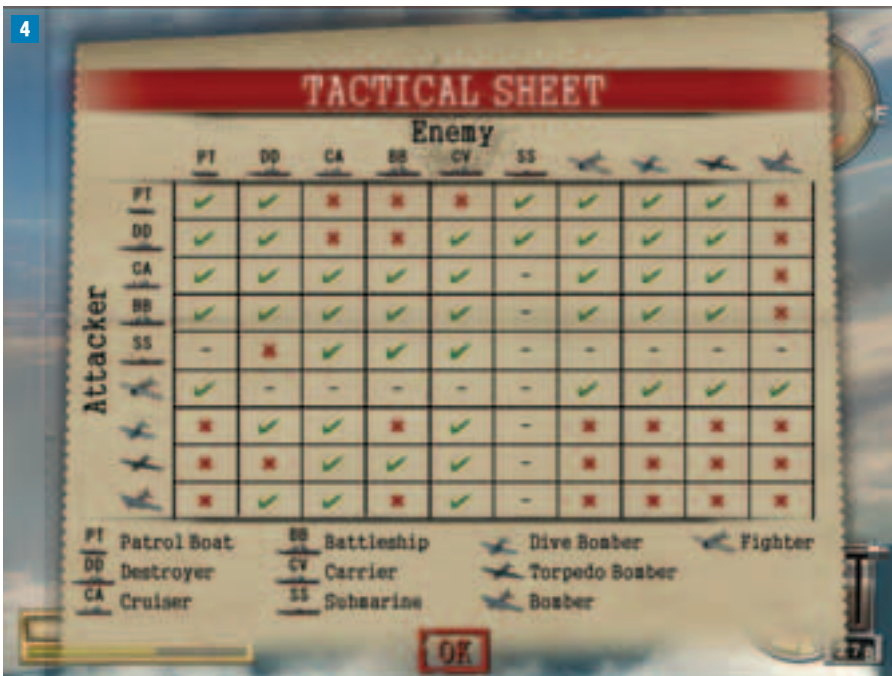 4
TACTICAL SHEET
Enemy
PT DD CA BB CV SS
Attacker
PT ✔ ✔ ✖ ✖ ✖ ✔ ✔ ✔ ✔ ✖
DD ✔ ✔ ✖ ✖ ✔ ✔ ✔ ✔ ✔ ✖
CA ✔ ✔ ✔ ✔ ✔ - ✔ ✔ ✔ ✖
BB ✔ ✔ ✔ ✔ ✔ - ✔ ✔ ✔ ✖
SS - ✖ ✔ ✔ ✔ - - - - -
✔ - - - - - ✔ ✔ ✔ ✔
✖ ✔ ✔ ✖ ✔ - ✖ ✖ ✖ ✖
✖ ✖ ✔ ✔ ✔ - ✖ ✖ ✖ ✖
✖ ✔ ✔ ✖ ✔ - ✖ ✖ ✖ ✖
PT Patrol Boat BB Battleship Dive Bomber Fighter
DD Destroyer CV Carrier Torpedo Bomber
CA Cruiser SS Submarine Bomber
OK